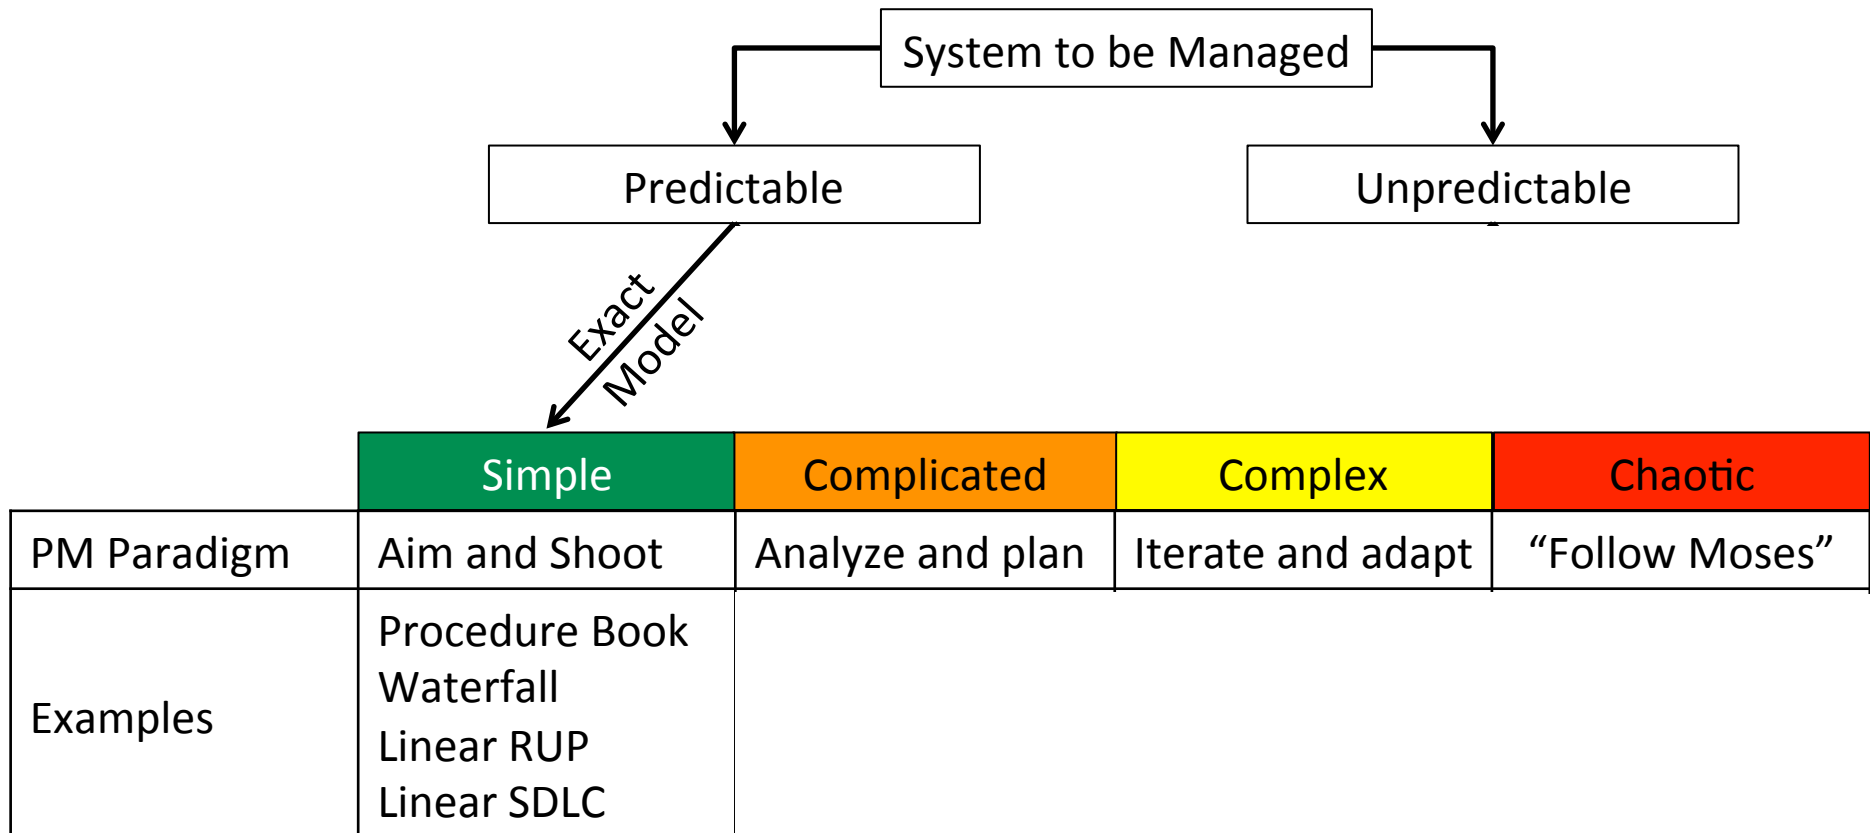 System to be Managed
Predictable
Unpredictable
Exact
Model
Simple
Complicated
Complex
Chaotic
PM Paradigm
Aim and Shoot
Analyze and plan
Iterate and adapt
“Follow Moses”
Examples
Procedure Book
Waterfall
Linear RUP
Linear SDLC